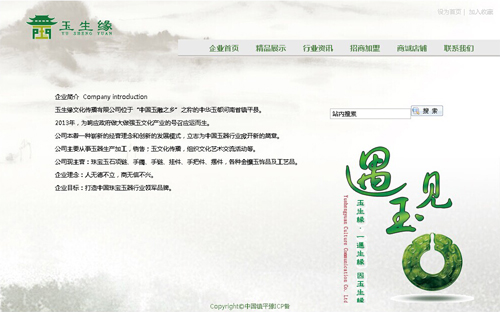 设为首页 | 加入收藏
玉生缘
YU SHENG YUAN
企业首页 精品展示 行业资讯 招商加盟 商城店铺 联系我们
企业简介 Company introduction
玉生缘文化传播有限公司位于“中国玉雕之乡”之称的中华玉都河南省镇平县。
2013年，为响应政府做大做强玉文化产业的号召应运而生。
公司本着一种崭新的经营理念和创新的发展模式，立志为中国玉器行业掀开新的篇章。
公司主要从事玉器生产加工，销售；玉文化传播，组织文化艺术交流活动等。
公司现主营：珠宝玉石项链、手镯、手链、挂件、手把件、摆件，各种金镶玉饰品及工艺品。
企业理念：人无德不立，商无信不兴。
企业目标：打造中国珠宝玉器行业领军品牌。
站内搜索 搜 索
遇见玉
玉生缘·一遇生缘 因玉生缘
Yushengyuan Culture Communication Co. Ltd
Copyright©中国镇平豫ICP备